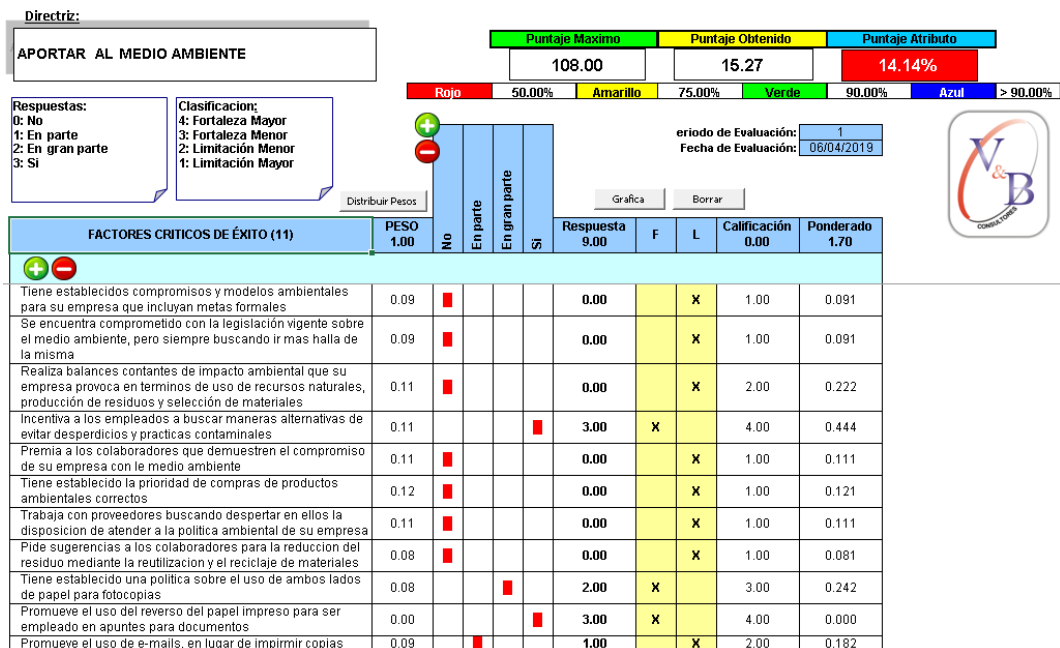 Directriz:
APORTAR AL MEDIO AMBIENTE
Puntaje Maximo Puntaje Obtenido Puntaje Atributo
108.00 15.27 14.14%
Rojo 50.00% Amarillo 75.00% Verde 90.00% Azul > 90.00%
Respuestas:
0: No
1: En parte
2: En gran parte
3: Si
Clasificacion:
4: Fortaleza Mayor
3: Fortaleza Menor
2: Limitación Menor
1: Limitación Mayor
eriodo de Evaluación: 1
Fecha de Evaluación: 06/04/2019
V&B
CONSULTORES
Distribuir Pesos
Grafica
Borrar
FACTORES CRITICOS DE ÉXITO (11)
PESO
1.00
No
En parte
En gran parte
Si
Respuesta
9.00
F
L
Calificación
0.00
Ponderado
1.70
Tiene establecidos compromisos y modelos ambientales
para su empresa que incluyan metas formales
0.09 0.00 X 1.00 0.091
Se encuentra comprometido con la legislación vigente sobre
el medio ambiente, pero siempre buscando ir mas halla de
la misma
0.09 0.00 X 1.00 0.091
Realiza balances contantes de impacto ambiental que su
empresa provoca en terminos de uso de recursos naturales,
producción de residuos y selección de materiales
0.11 0.00 X 2.00 0.222
Incentiva a los empleados a buscar maneras alternativas de
evitar desperdicios y practicas contaminales
0.11 3.00 X 4.00 0.444
Premia a los colaboradores que demuestren el compromiso
de su empresa con le medio ambiente
0.11 0.00 X 1.00 0.111
Tiene establecido la prioridad de compras de productos
ambientales correctos
0.12 0.00 X 1.00 0.121
Trabaja con proveedores buscando despertar en ellos la
disposicion de atender a la politica ambiental de su empresa
0.11 0.00 X 1.00 0.111
Pide sugerencias a los colaboradores para la reduccion del
residuo mediante la reutilizacion y el reciclaje de materiales
0.08 0.00 X 1.00 0.081
Tiene establecido una politica sobre el uso de ambos lados
de papel para fotocopias
0.08 2.00 X 3.00 0.242
Promueve el uso del reverso del papel impreso para ser
empleado en apuntes para documentos
0.00 3.00 X 4.00 0.000
Promueve el uso de e-mails, en lugar de impirmir copias
0.09 1.00 X 2.00 0.182